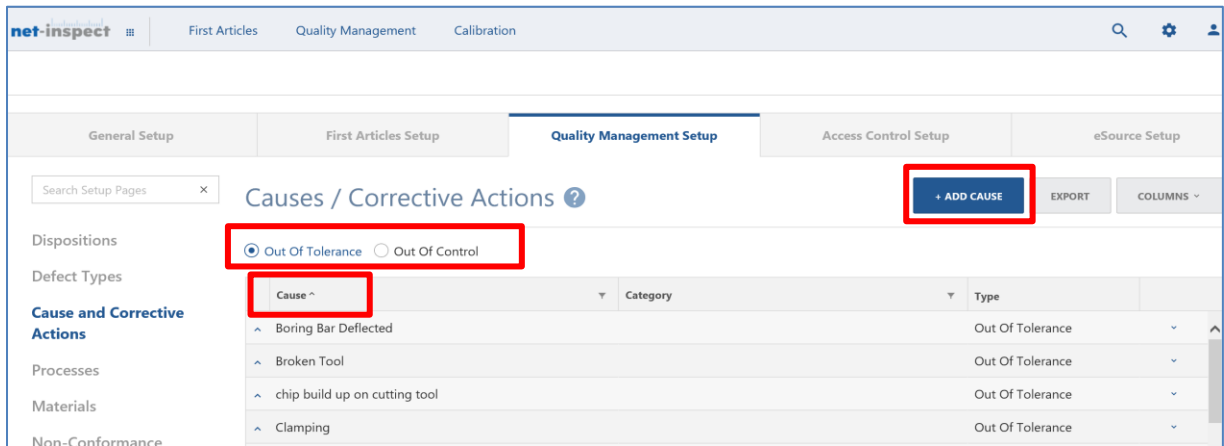 net-inspect First Articles Quality Management Calibration
General Setup First Articles Setup Quality Management Setup Access Control Setup eSource Setup
Search Setup Pages ×
Causes / Corrective Actions ?
+ ADD CAUSE EXPORT COLUMNS
Dispositions
Defect Types
Cause and Corrective
Actions
Processes
Materials
Non-Conformance
Out Of Tolerance Out Of Control
Cause Category Type
Boring Bar Deflected Out Of Tolerance
Broken Tool Out Of Tolerance
chip build up on cutting tool Out Of Tolerance
Clamping Out Of Tolerance